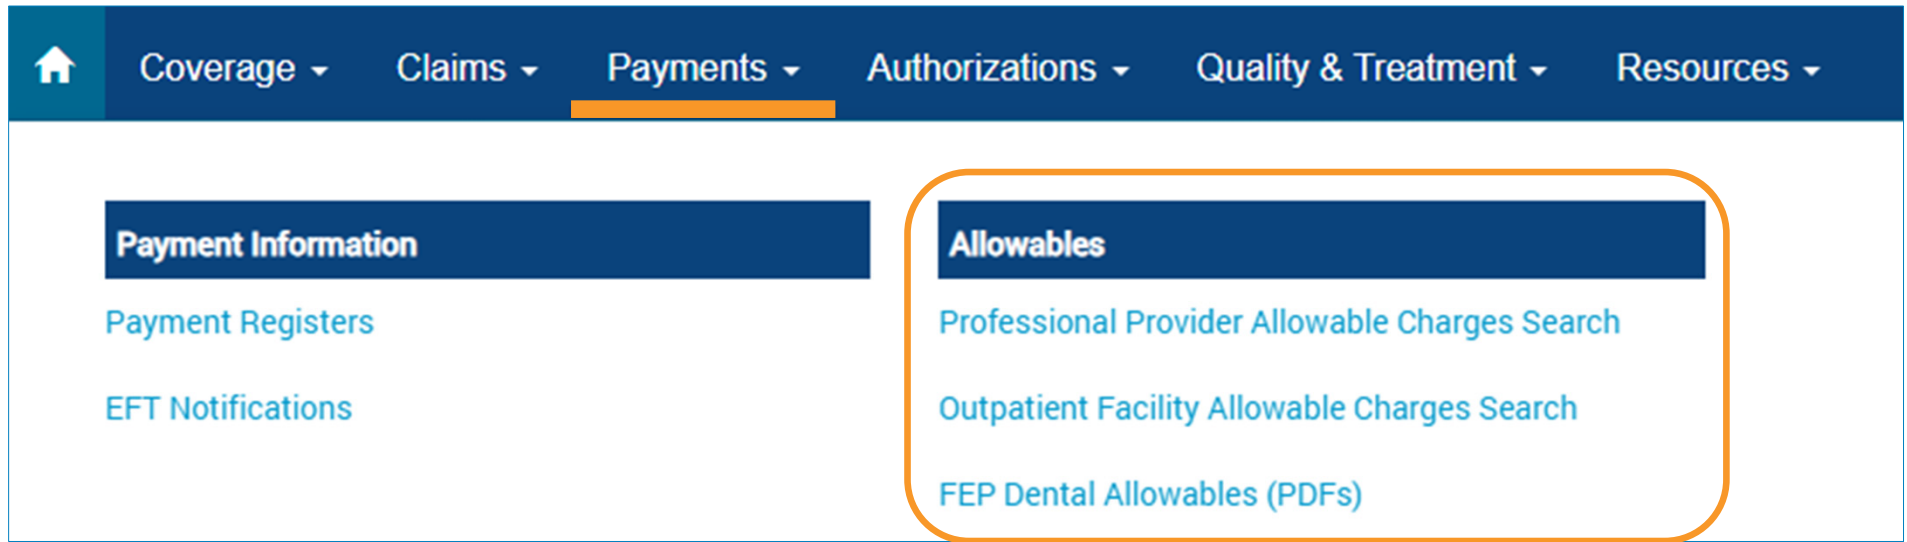 Coverage Claims Payments Authorizations Quality & Treatment Resources
Payment Information
Payment Registers
EFT Notifications
Allowables
Professional Provider Allowable Charges Search
Outpatient Facility Allowable Charges Search
FEP Dental Allowables (PDFs)